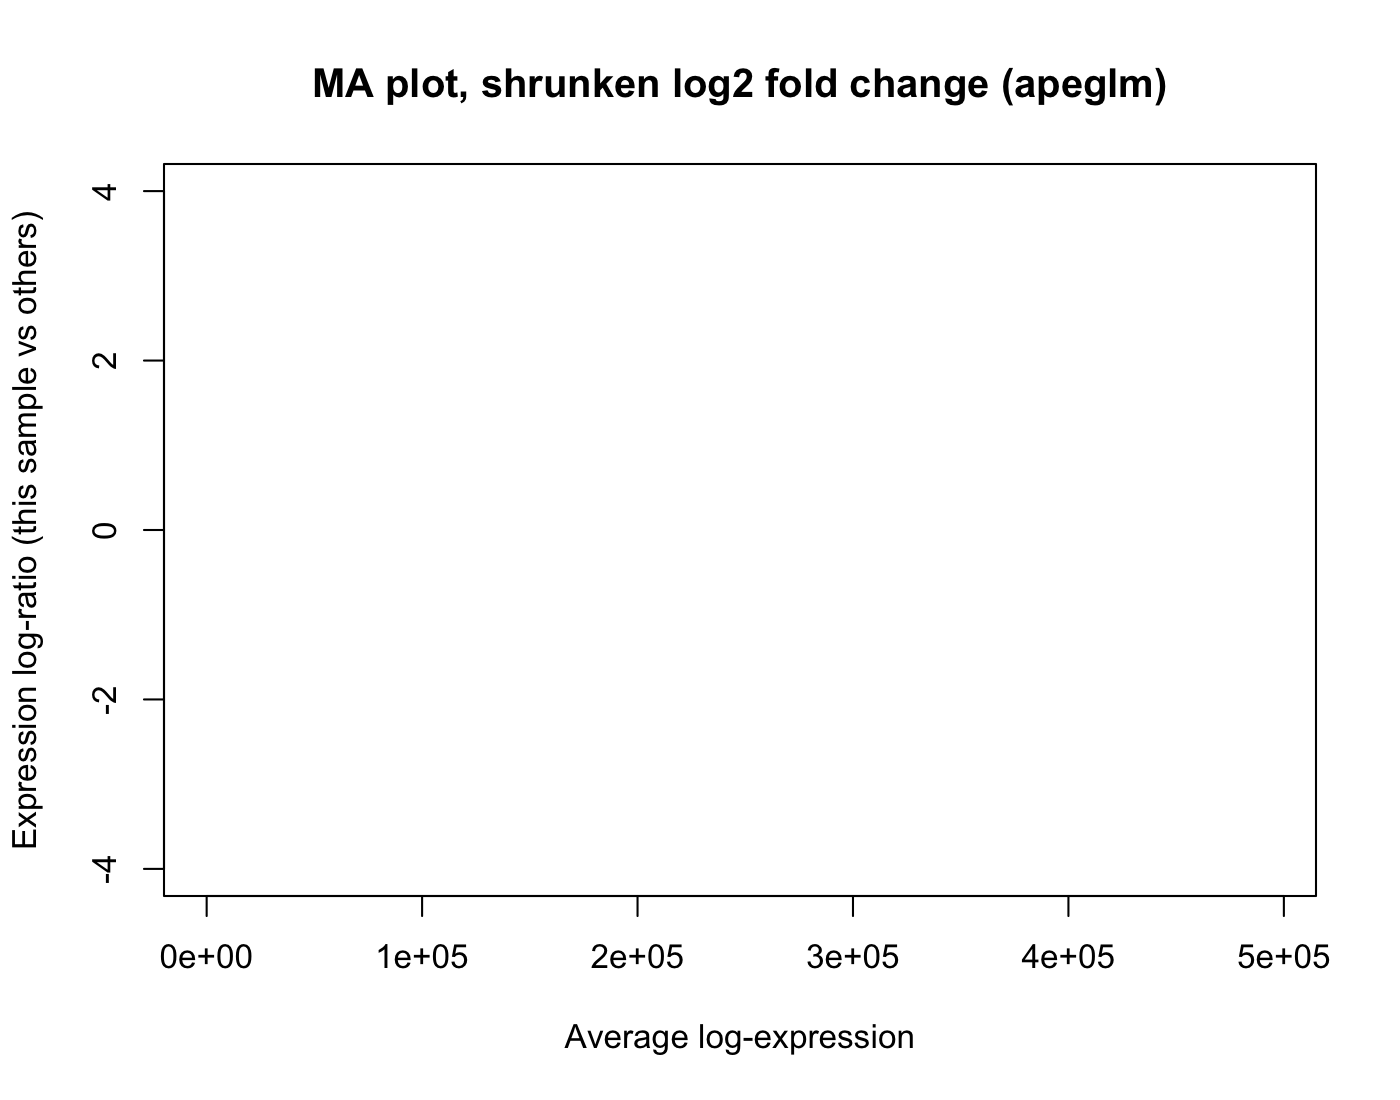 MA plot, shrunken log2 fold change (apeglm)
Expression log-ratio (this sample vs others)
4
2
0
-2
-4
0e+00 1e+05 2e+05 3e+05 4e+05 5e+05
Average log-expression